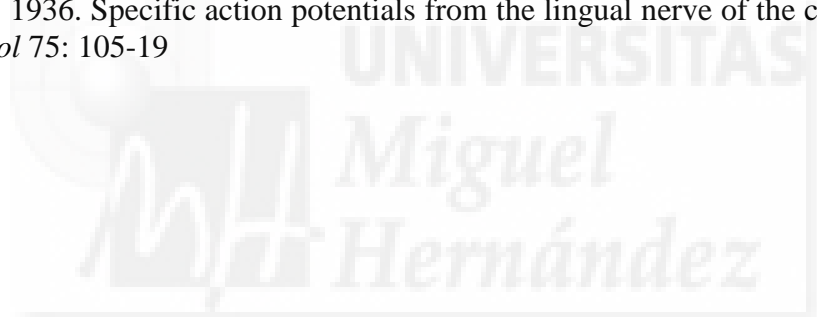 1936. Specific action potentials from the lingual nerve of the c
ol 75: 105-19
UNIVERSITAS
Miguel
Hernández